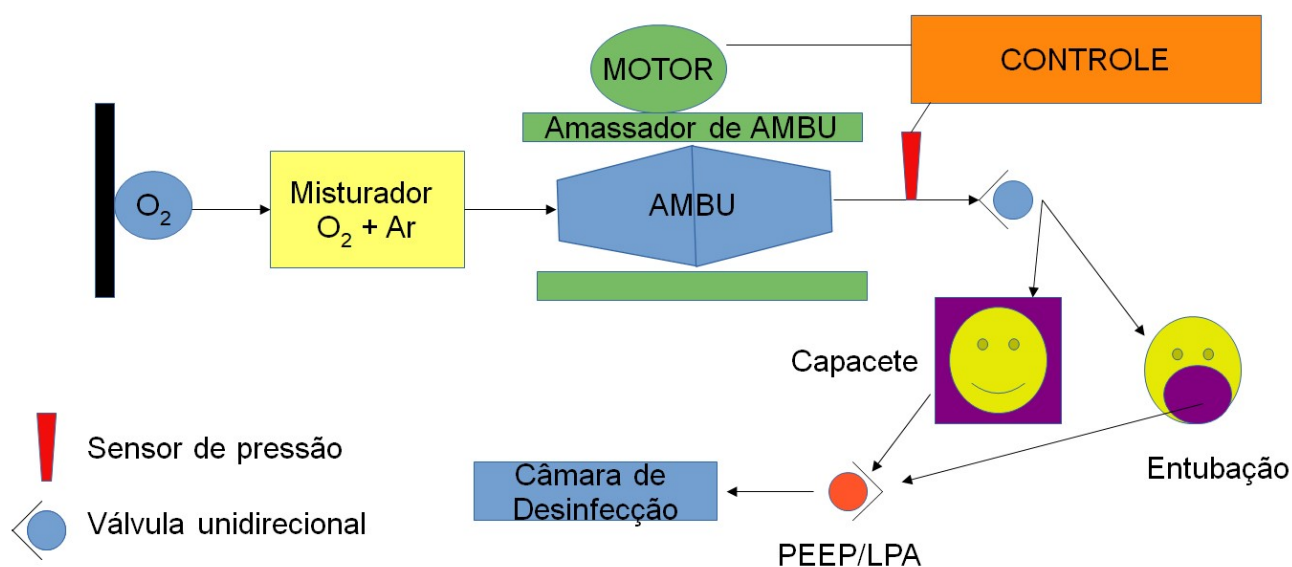 MOTOR
CONTROLE
Amassador de AMBU
O₂
Misturador
O₂ + Ar
AMBU
Capacete
Sensor de pressão
Entubação
Câmara de
Desinfecção
Válvula unidirecional
PEEP/LPA